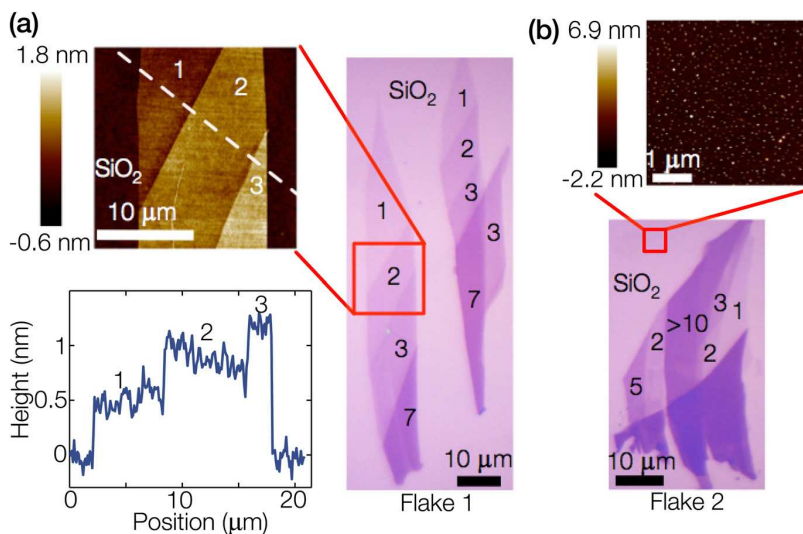 (a)
1.8 nm
-0.6 nm
1
2
3
SiO2
10 μm
Height (nm)
1
0.5
0
1
2
3
0
10
20
Position (μm)
SiO2
1
2
3
3
7
1
2
3
7
10 μm
Flake 1
(b)
6.9 nm
-2.2 nm
1 μm
SiO2
>10
3
1
2
2
5
10 μm
Flake 2